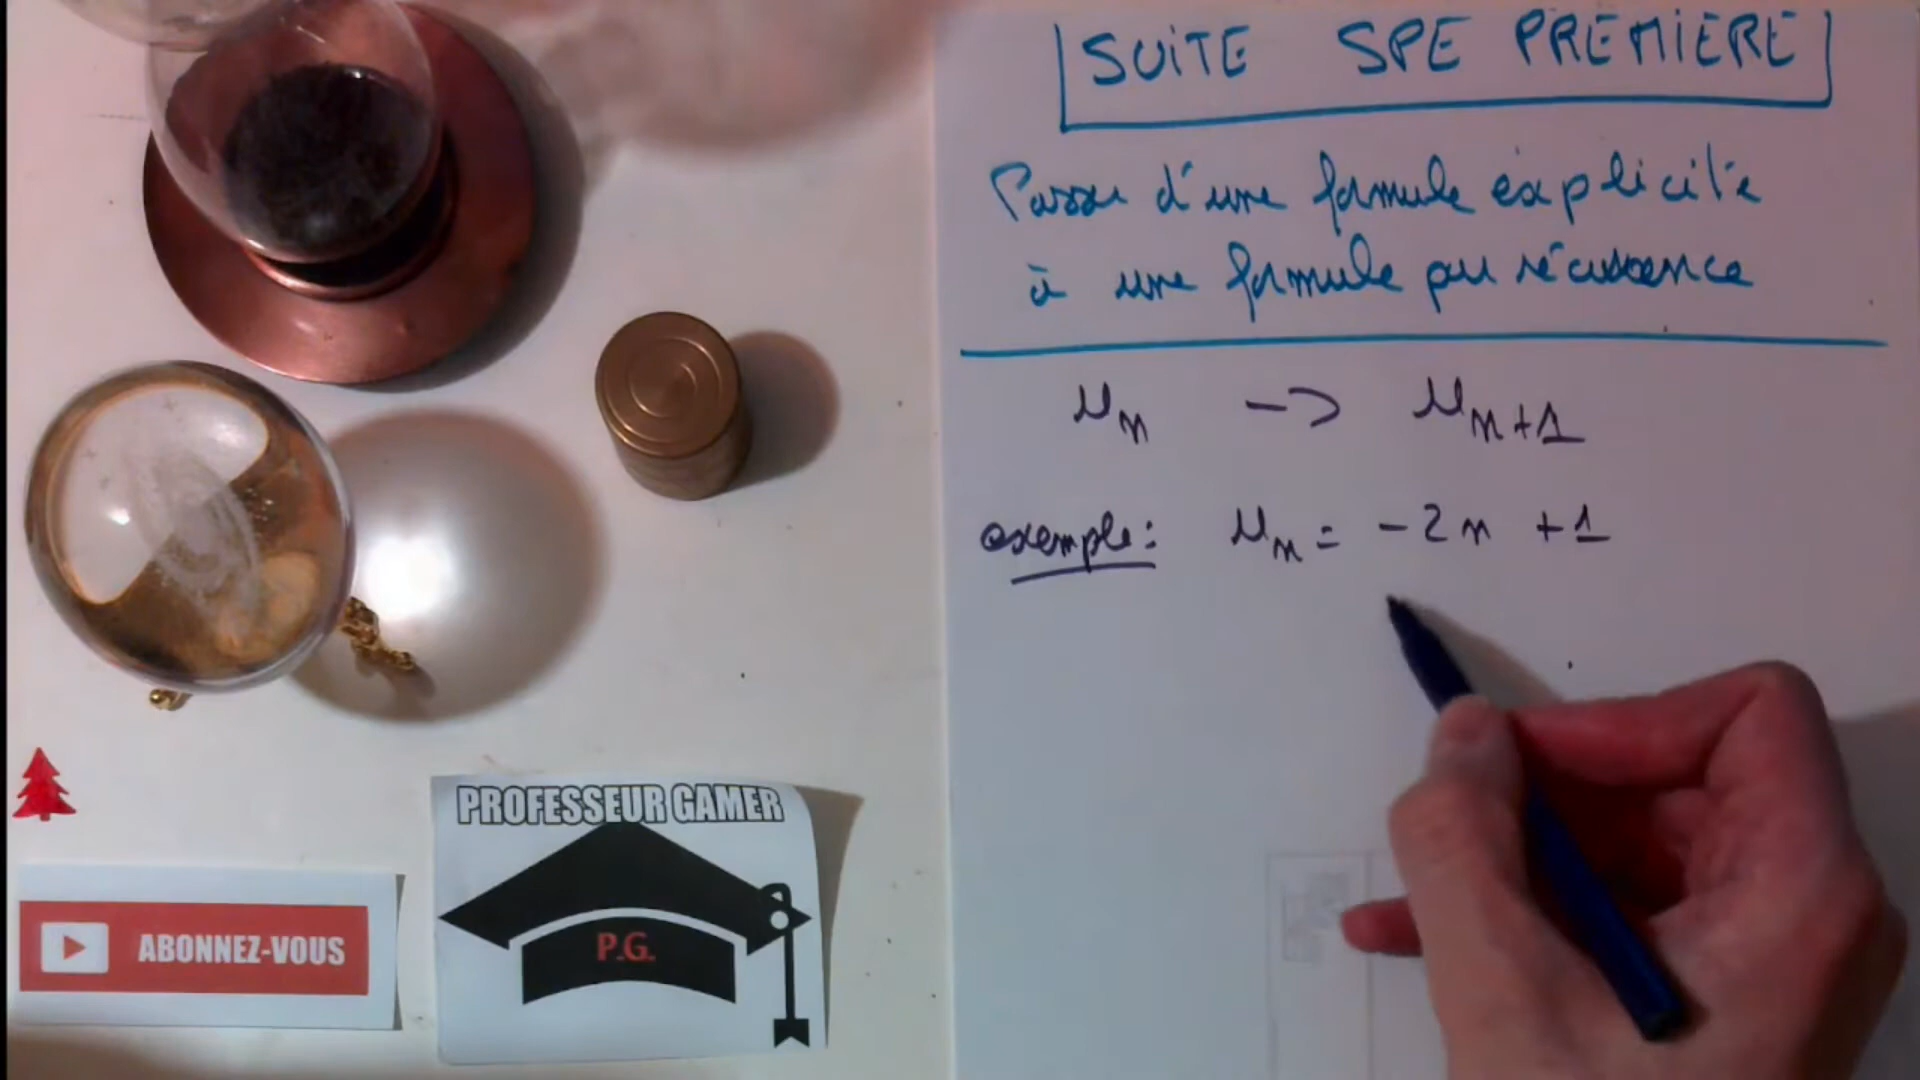 SUITE SPE PREMIERE
Passer d'une formule explicite
à une formule par récurrence
un -> un+1
exemple: un = -2n +1
PROFESSEUR GAMER
P.G.
ABONNEZ-VOUS